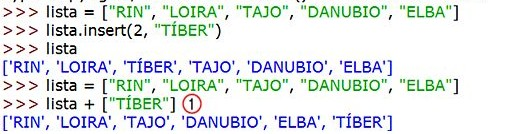 >>> lista = ["RIN", "LOIRA", "TAJO", "DANUBIO", "ELBA"]
>>> lista.insert(2, "TÍBER")
>>> lista
['RIN', 'LOIRA', 'TÍBER', 'TAJO', 'DANUBIO', 'ELBA']
>>> lista = ["RIN", "LOIRA", "TAJO", "DANUBIO", "ELBA"]
>>> lista + ["TÍBER"] 1
['RIN', 'LOIRA', 'TAJO', 'DANUBIO', 'ELBA', 'TÍBER']